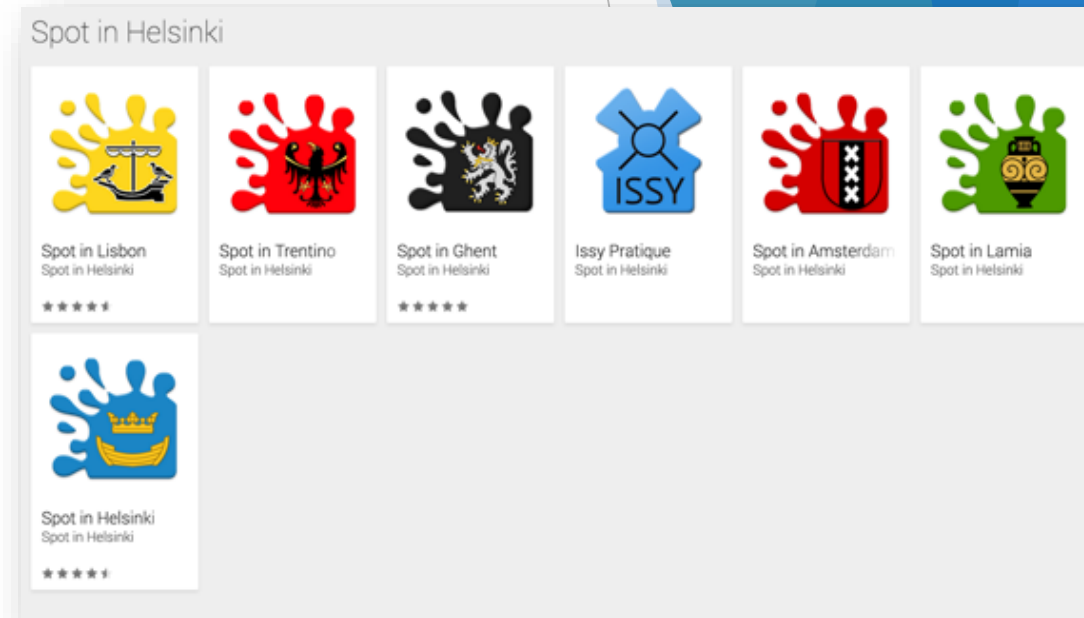 Spot in Helsinki
Spot in Lisbon
Spot in Helsinki
Spot in Trentino
Spot in Helsinki
Spot in Ghent
Spot in Helsinki
ISSY
Issy Pratique
Spot in Helsinki
Spot in Amsterdam
Spot in Helsinki
Spot in Lamia
Spot in Helsinki
Spot in Helsinki
Spot in Helsinki